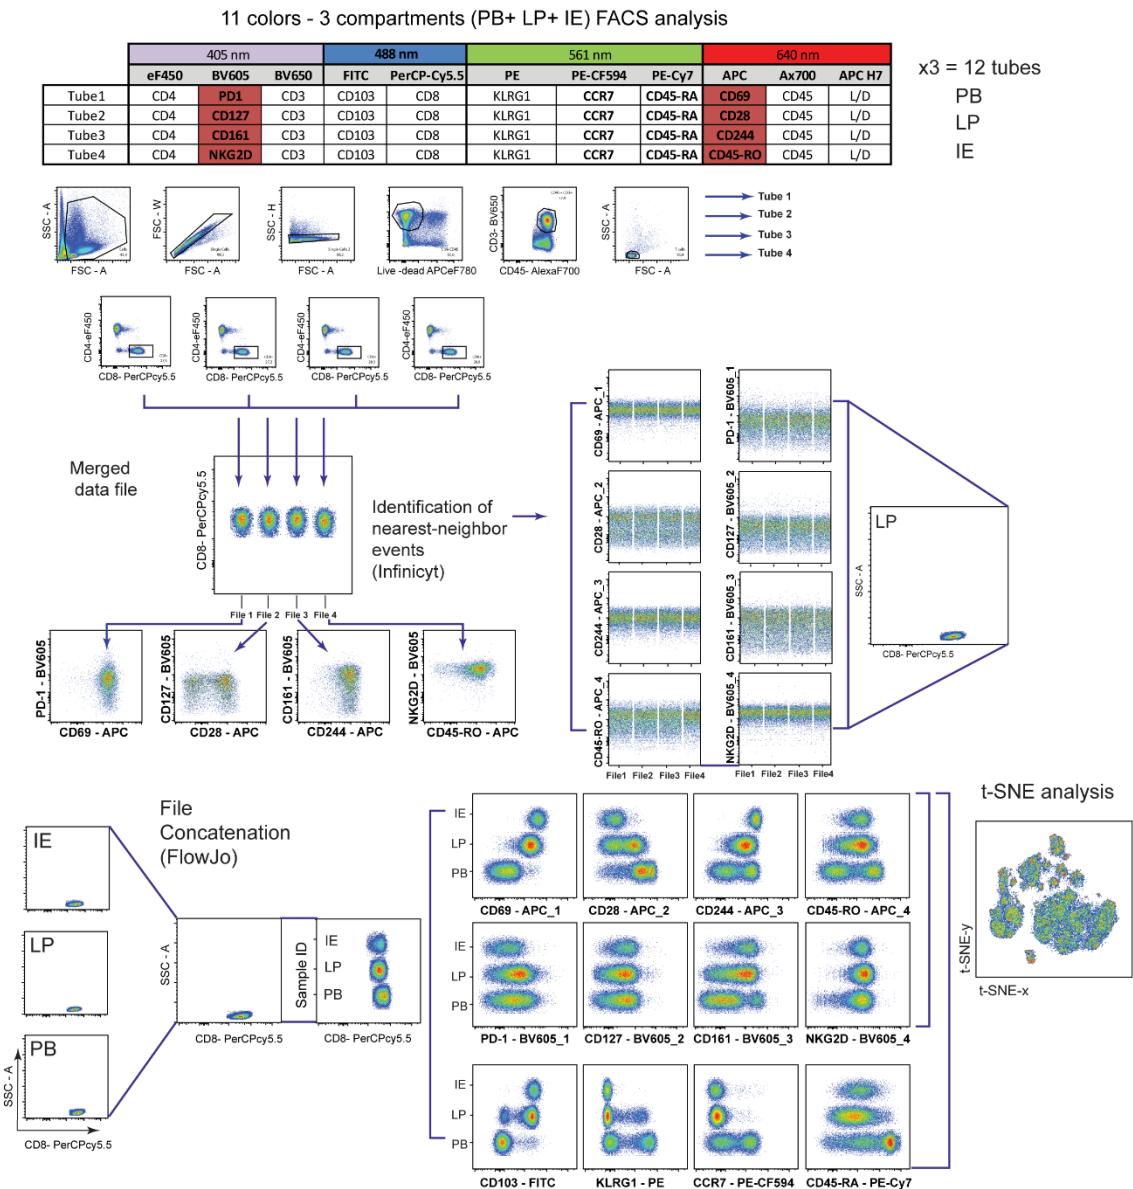 11 colors - 3 compartments (PB+ LP+ IE) FACS analysis
405 nm 488 nm 561 nm 640 nm
eF450 BV605 BV650 FITC PerCP-Cy5.5 PE PE-CF594 PE-Cy7 APC Ax700 APC H7
Tube1 CD4 PD1 CD3 CD103 CD8 KLRG1 CCR7 CD45-RA CD69 CD45 L/D
Tube2 CD4 CD127 CD3 CD103 CD8 KLRG1 CCR7 CD45-RA CD28 CD45 L/D
Tube3 CD4 CD161 CD3 CD103 CD8 KLRG1 CCR7 CD45-RA CD244 CD45 L/D
Tube4 CD4 NKG2D CD3 CD103 CD8 KLRG1 CCR7 CD45-RA CD45-RO CD45 L/D
x3 = 12 tubes
PB
LP
IE
SSC - A
FSC - A
FSC - W
FSC - A
SSC - H
FSC - A
Live -dead APCeF780
CD3- BV650
CD45- AlexaF700
SSC - A
FSC - A
Tube 1
Tube 2
Tube 3
Tube 4
CD4-eF450
CD8- PerCPcy5.5
CD4-eF450
CD8- PerCPcy5.5
CD4-eF450
CD8- PerCPcy5.5
CD4-eF450
CD8- PerCPcy5.5
Merged
data file
CD8- PerCPcy5.5
File 1 File 2 File 3 File 4
Identification of
nearest-neighbor
events
(Infinicyt)
PD-1 - BV605
CD69 - APC
CD127 - BV605
CD28 - APC
CD161 - BV605
CD244 - APC
NKG2D - BV605
CD45-RO - APC
CD69 - APC_1
PD-1 - BV605_1
CD28 - APC_2
CD127 - BV605_2
CD244 - APC_3
CD161 - BV605_3
CD45-RO - APC_4
NKG2D - BV605_4
File1 File2 File3 File4
File1 File2 File3 File4
LP
SSC - A
CD8- PerCPcy5.5
File
Concatenation
(FlowJo)
IE
LP
PB
SSC - A
CD8- PerCPcy5.5
SSC - A
CD8- PerCPcy5.5
Sample ID
IE
LP
PB
CD8- PerCPcy5.5
IE
LP
PB
CD69 - APC_1 CD28 - APC_2 CD244 - APC_3 CD45-RO - APC_4
IE
LP
PB
PD-1 - BV605_1 CD127 - BV605_2 CD161 - BV605_3 NKG2D - BV605_4
IE
LP
PB
CD103 - FITC KLRG1 - PE CCR7 - PE-CF594 CD45-RA - PE-Cy7
t-SNE analysis
t-SNE-y
t-SNE-x